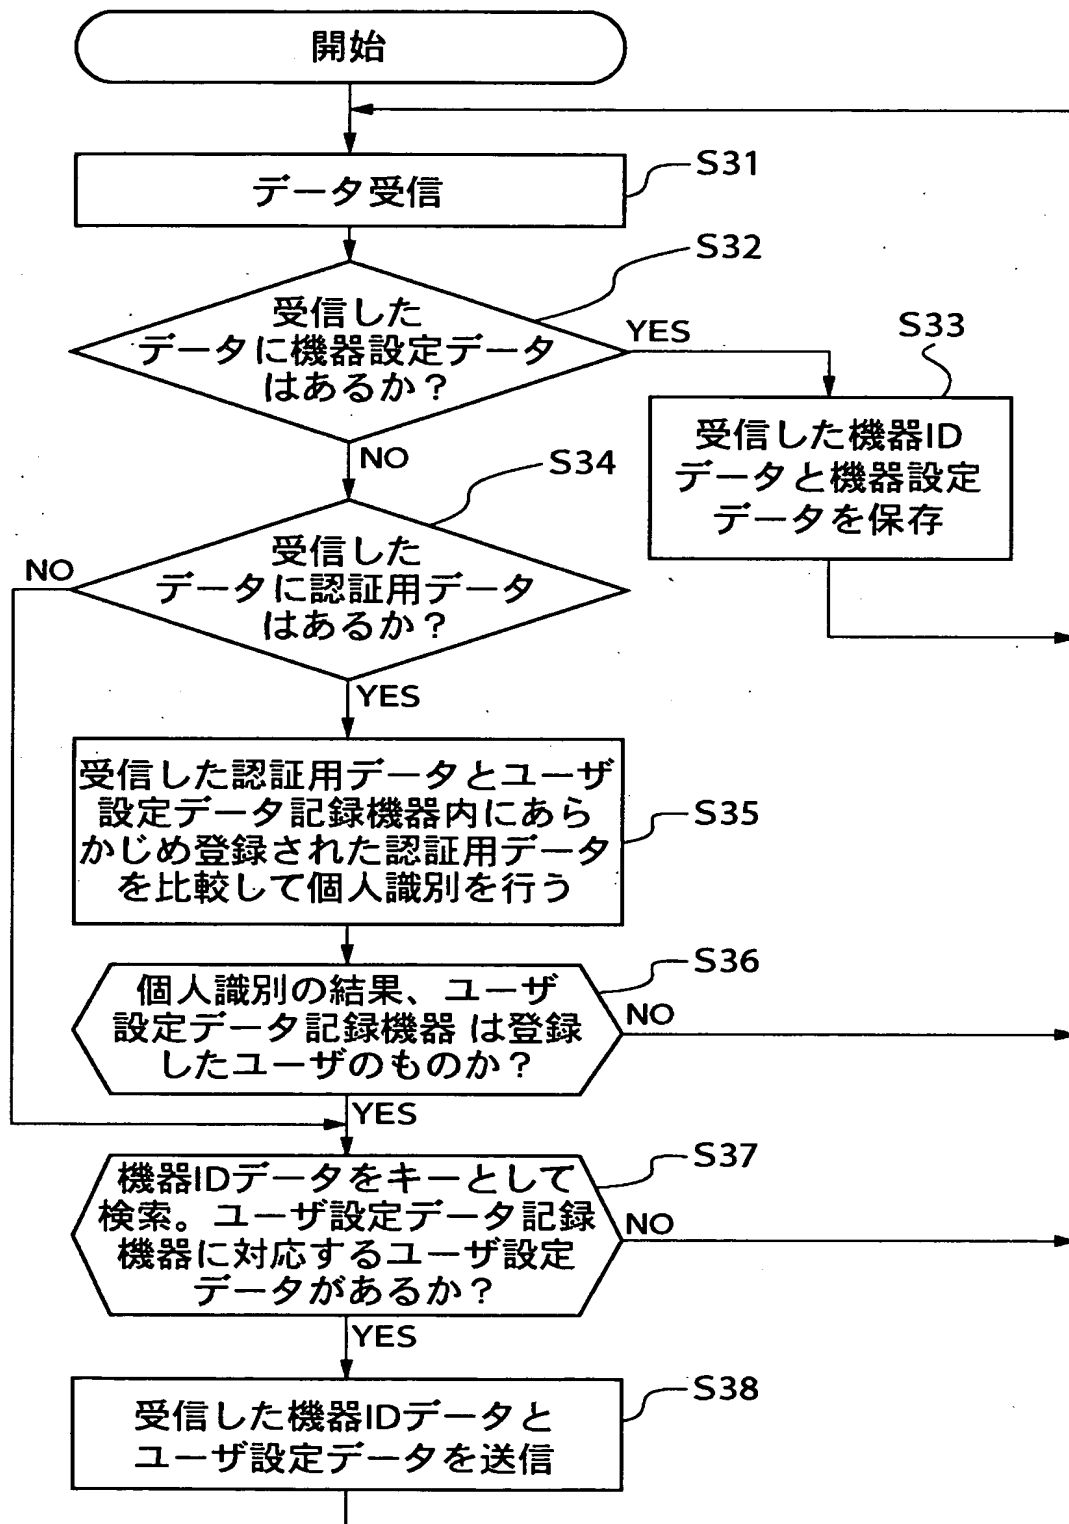 開始
データ受信
S31
受信した
データに機器設定データ
はあるか？
S32
YES
NO
受信した機器ID
データと機器設定
データを保存
S33
受信した
データに認証用データ
はあるか？
S34
NO
YES
受信した認証用データとユーザ
設定データ記録機器内にあら
かじめ登録された認証用データ
を比較して個人識別を行う
S35
個人識別の結果、ユーザ
設定データ記録機器 は登録
したユーザのものか？
S36
NO
YES
機器IDデータをキーとして
検索。ユーザ設定データ記録
機器に対応するユーザ設定
データがあるか？
S37
NO
YES
受信した機器IDデータと
ユーザ設定データを送信
S38